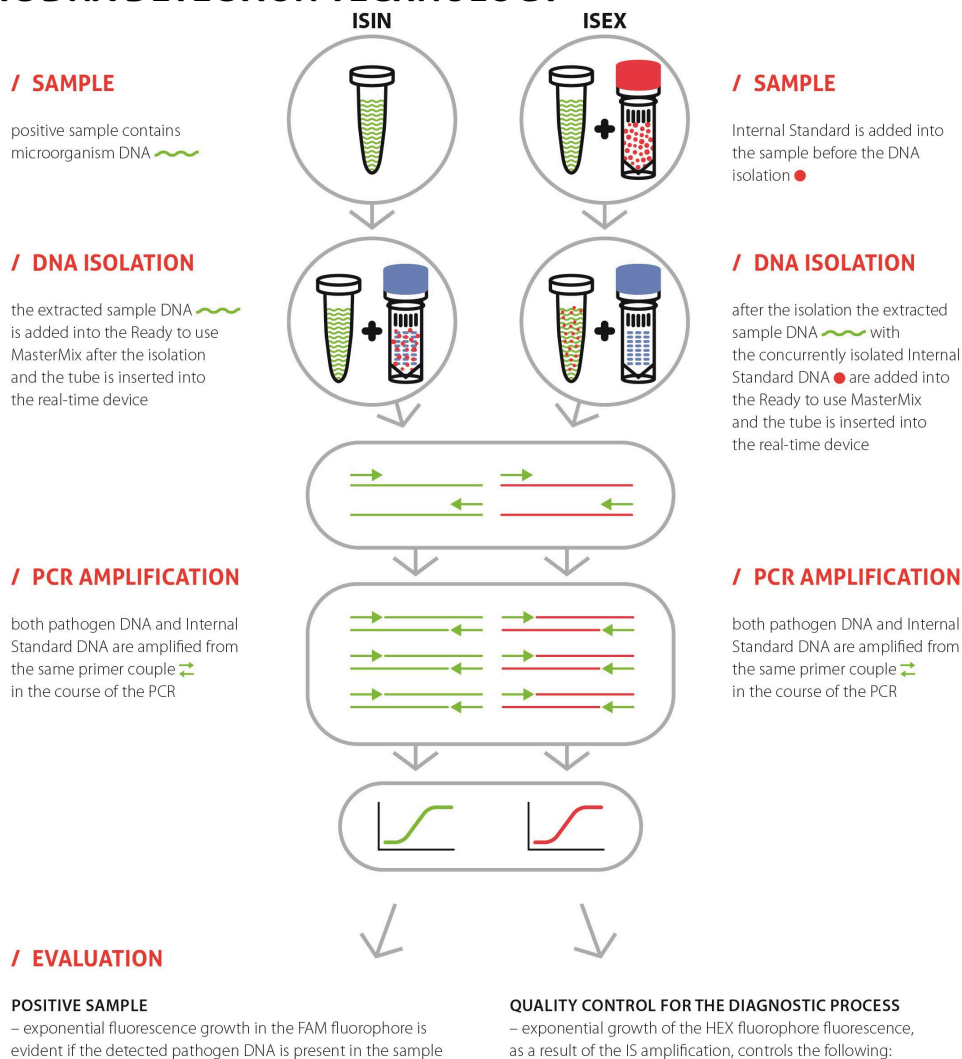 ISIN
ISEX
/ SAMPLE
positive sample contains
microorganism DNA
/ SAMPLE
Internal Standard is added into
the sample before the DNA
isolation
/ DNA ISOLATION
the extracted sample DNA
is added into the Ready to use
MasterMix after the isolation
and the tube is inserted into
the real-time device
/ DNA ISOLATION
after the isolation the extracted
sample DNA with
the concurrently isolated Internal
Standard DNA are added into
the Ready to use MasterMix
and the tube is inserted into
the real-time device
/ PCR AMPLIFICATION
both pathogen DNA and Internal
Standard DNA are amplified from
the same primer couple
in the course of the PCR
/ PCR AMPLIFICATION
both pathogen DNA and Internal
Standard DNA are amplified from
the same primer couple
in the course of the PCR
/ EVALUATION
POSITIVE SAMPLE
– exponential fluorescence growth in the FAM fluorophore is
evident if the detected pathogen DNA is present in the sample
QUALITY CONTROL FOR THE DIAGNOSTIC PROCESS
– exponential growth of the HEX fluorophore fluorescence,
as a result of the IS amplification, controls the following: